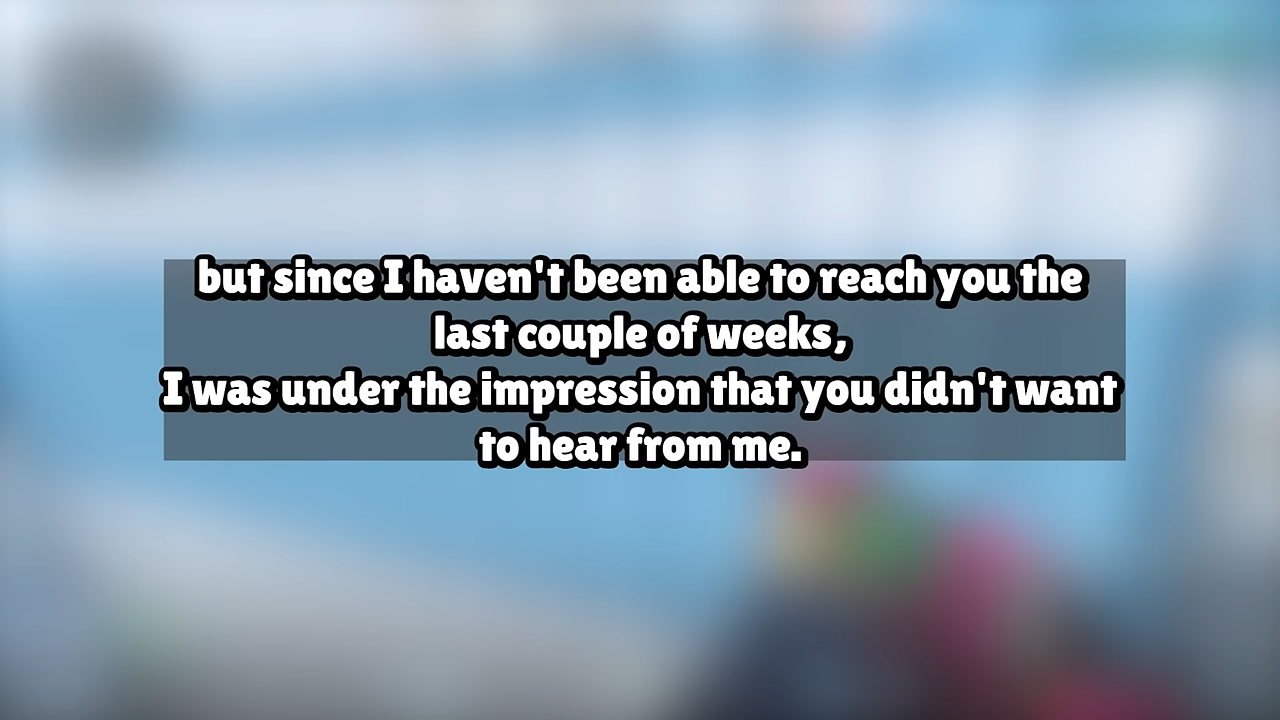 but since I haven't been able to reach you the
last couple of weeks,
I was under the impression that you didn't want
to hear from me.